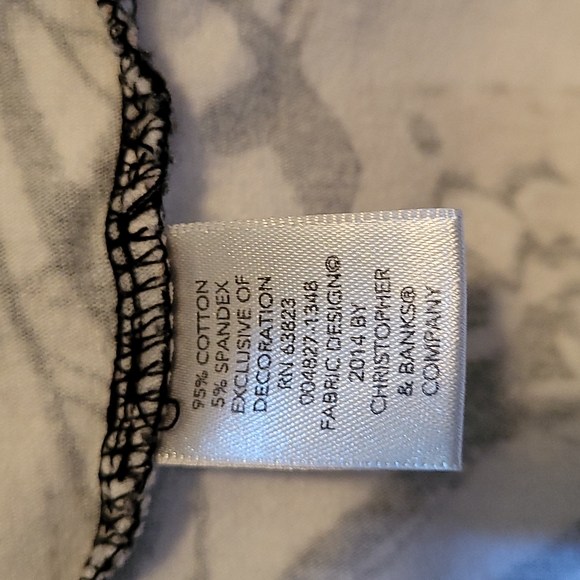 95% COTTON
5% SPANDEX
EXCLUSIVE OF
DECORATION
RN 63823
004827-1348
FABRIC DESIGN©
2014 BY
CHRISTOPHER
& BANKS®
COMPANY